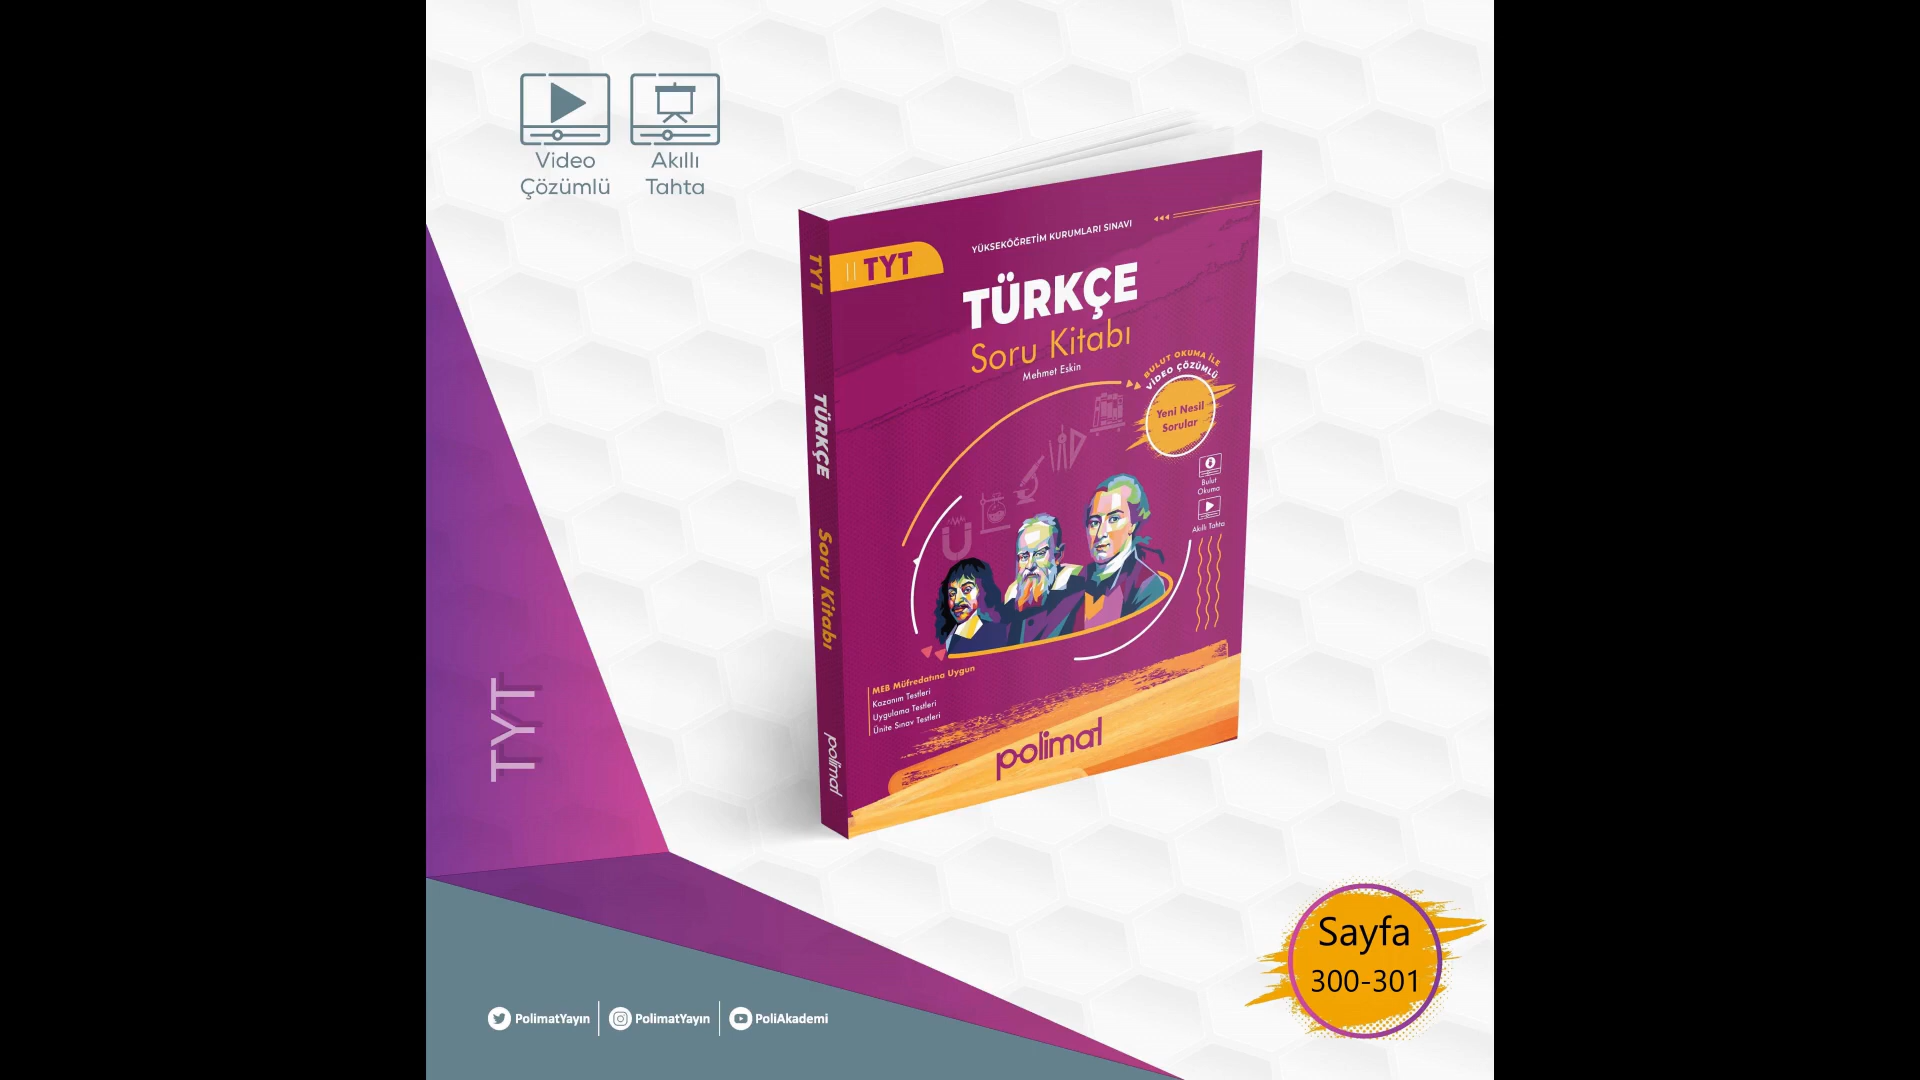 Video
Çözümlü
Akıllı
Tahta
YÜKSEKÖĞRETİM KURUMLARI SINAVI
TYT
TÜRKÇE
Soru Kitabı
Mehmet Eskin
BULUT OKUMA İLE
VİDEO ÇÖZÜMLÜ
Yeni Nesil
Sorular
Bulut
Okuma
Akıllı Tahta
MEB Müfredatına Uygun
Kazanım Testleri
Uygulama Testleri
Ünite Sınav Testleri
polimat
TYT
TÜRKÇE
Soru Kitabı
polimat
TYT
Sayfa
300-301
PolimatYayın
PolimatYayın
PoliAkademi